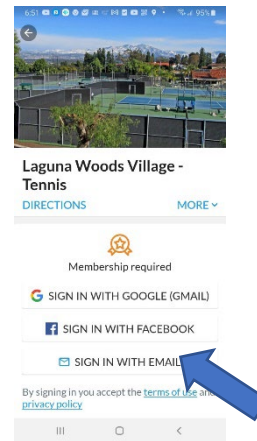 6:51
95%
Laguna Woods Village -
Tennis
DIRECTIONS MORE
Membership required
G SIGN IN WITH GOOGLE (GMAIL)
f SIGN IN WITH FACEBOOK
SIGN IN WITH EMAIL
By signing in you accept the terms of use and
privacy policy